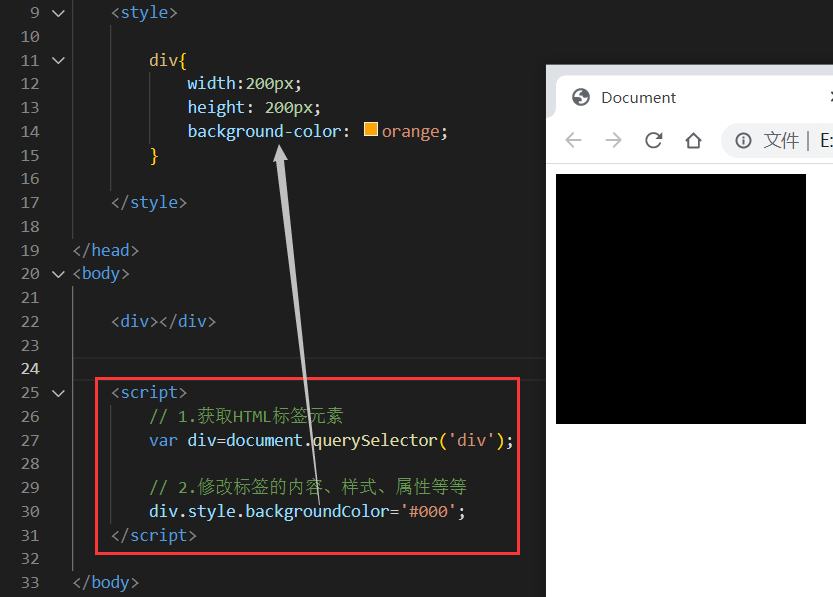 9 <style>
10
11 div{
12 width:200px;
13 height: 200px;
14 background-color: orange;
15 }
16
17 </style>
18
19 </head>
20 <body>
21
22 <div></div>
23
24
25 <script>
26 // 1.获取HTML标签元素
27 var div=document.querySelector('div');
28
29 // 2.修改标签的内容、样式、属性等等
30 div.style.backgroundColor='#000';
31 </script>
32
33 </body>
Document
文件 | E: